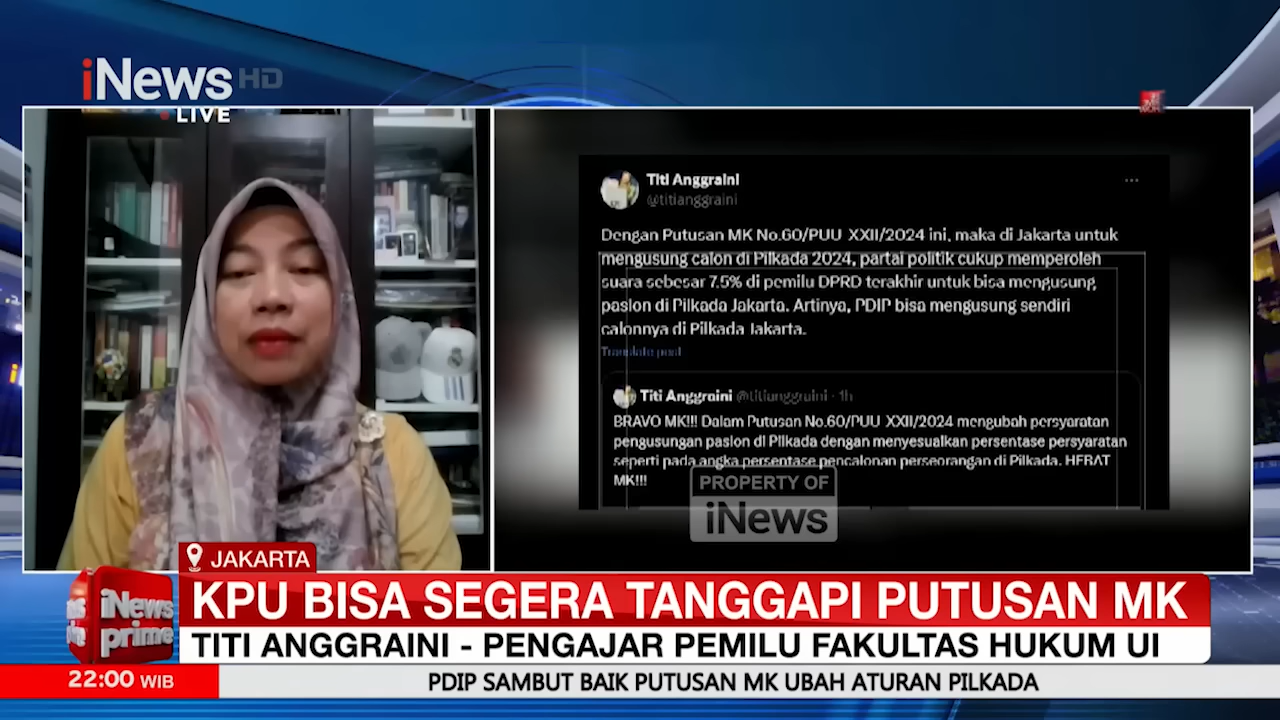 iNews HD
LIVE
Titi Anggraini
@titianggraini
Dengan Putusan MK No.60/PUU XXII/2024 ini, maka di Jakarta untuk
mengusung calon di Pilkada 2024, partai politik cukup memperoleh
suara sebesar 7.5% di pemilu DPRD terakhir untuk bisa mengusung
paslon di Pilkada Jakarta. Artinya, PDIP bisa mengusung sendiri
calonnya di Pilkada Jakarta.
Translate post
Titi Anggraini @titianggraini · 1h
BRAVO MK!!! Dalam Putusan No.60/PUU XXII/2024 mengubah persyaratan
pengusungan paslon di Pilkada dengan menyesuaikan persentase persyaratan
seperti pada angka persentase pencalonan perseorangan di Pilkada. HEBAT
MK!!!
PROPERTY OF
iNews
JAKARTA
iNews
prime
KPU BISA SEGERA TANGGAPI PUTUSAN MK
TITI ANGGRAINI - PENGAJAR PEMILU FAKULTAS HUKUM UI
22:00 WIB
PDIP SAMBUT BAIK PUTUSAN MK UBAH ATURAN PILKADA